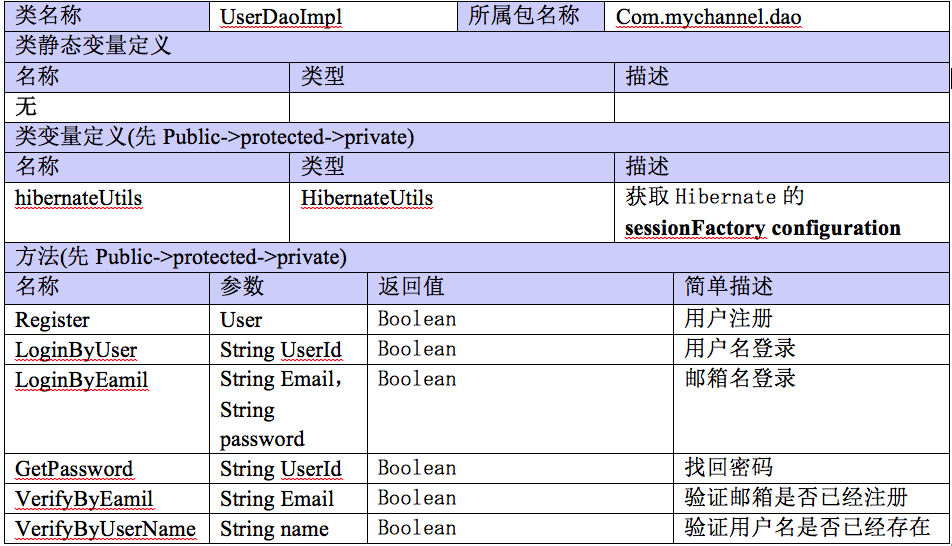 类名称 UserDaoImpl 所属包名称 Com.mychannel.dao
类静态变量定义
名称 类型 描述
无
类变量定义(先 Public->protected->private)
名称 类型 描述
hibernateUtils HibernateUtils 获取 Hibernate 的
sessionFactory configuration
方法(先 Public->protected->private)
名称 参数 返回值 简单描述
Register User Boolean 用户注册
LoginByUser String UserId Boolean 用户名登录
LoginByEamil String Email， Boolean 邮箱名登录
String
password
GetPassword String UserId Boolean 找回密码
VerifyByEamil String Email Boolean 验证邮箱是否已经注册
VerifyByUserName String name Boolean 验证用户名是否已经存在